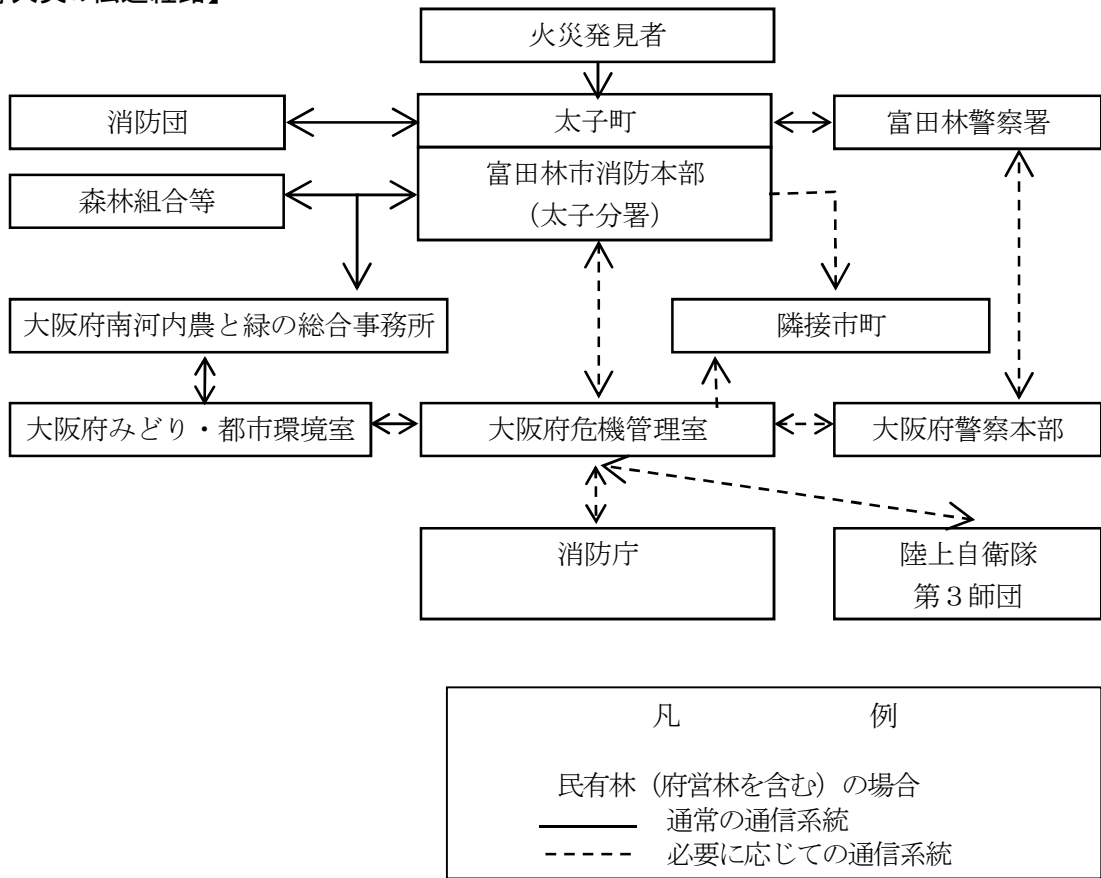 火災発見者
消防団
太子町
富田林警察署
森林組合等
富田林市消防本部
(太子分署)
大阪府南河内農と緑の総合事務所
隣接市町
大阪府みどり・都市環境室
大阪府危機管理室
大阪府警察本部
消防庁
陸上自衛隊
第３師団
凡　例
民有林（府営林を含む）の場合
通常の通信系統
必要に応じての通信系統